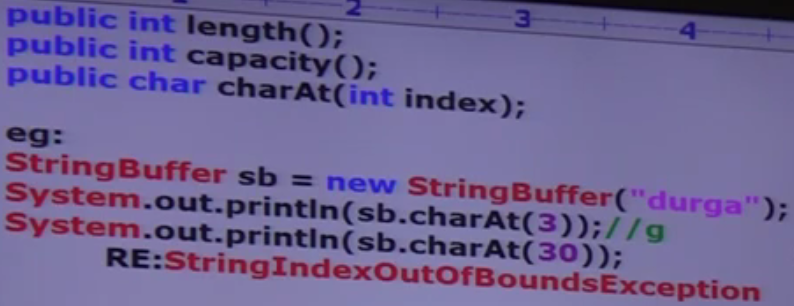 2 3 4
public int length();
public int capacity();
public char charAt(int index);
eg:
StringBuffer sb = new StringBuffer("durga");
System.out.println(sb.charAt(3));//g
System.out.println(sb.charAt(30));
RE:StringIndexOutOfBoundsException